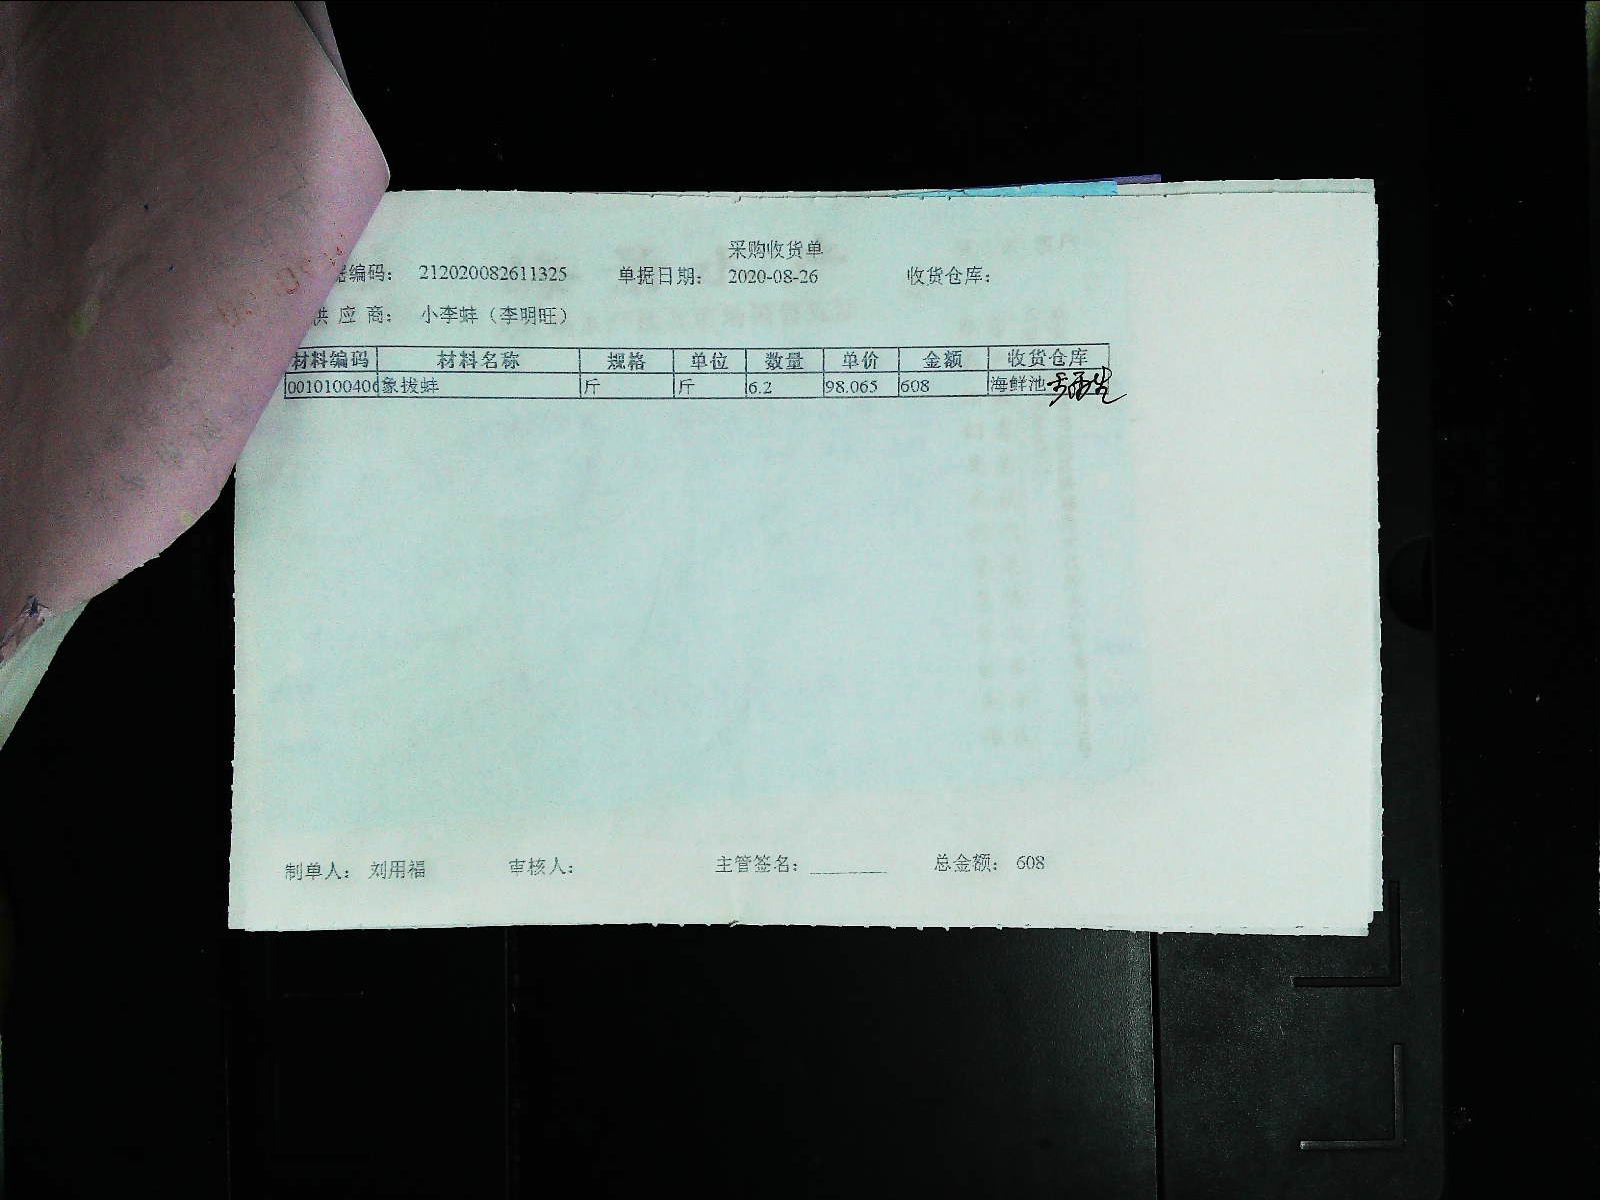 采购收货单
据编码： 212020082611325 单据日期： 2020-08-26 收货仓库：
供 应 商： 小李蚌（李明旺）
材料编码 材料名称 规格 单位 数量 单价 金额 收货仓库
0010100406 象拔蚌 斤 斤 6.2 98.065 608 海鲜池
制单人： 刘用福 审核人： 主管签名： ________ 总金额： 608